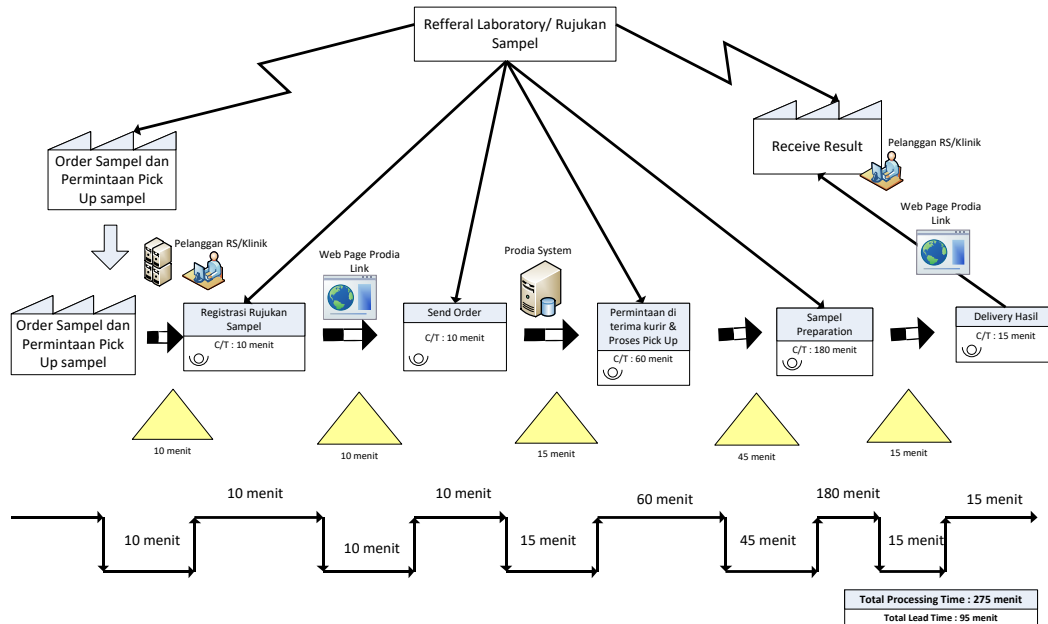 Refferal Laboratory/ Rujukan
Sampel
Order Sampel dan
Permintaan Pick
Up sampel
Receive Result
Pelanggan RS/Klinik
Web Page Prodia
Link
Pelanggan RS/Klinik
Web Page Prodia
Link
Prodia System
Order Sampel dan
Permintaan Pick
Up sampel
Registrasi Rujukan
Sampel
C/T : 10 menit
Send Order
C/T : 10 menit
Permintaan di
terima kurir &
Proses Pick Up
C/T : 60 menit
Sampel
Preparation
C/T : 180 menit
Delivery Hasil
C/T : 15 menit
10 menit
10 menit
15 menit
45 menit
15 menit
10 menit
10 menit
60 menit
180 menit
15 menit
10 menit
10 menit
15 menit
45 menit
15 menit
Total Processing Time : 275 menit
Total Lead Time : 95 menit